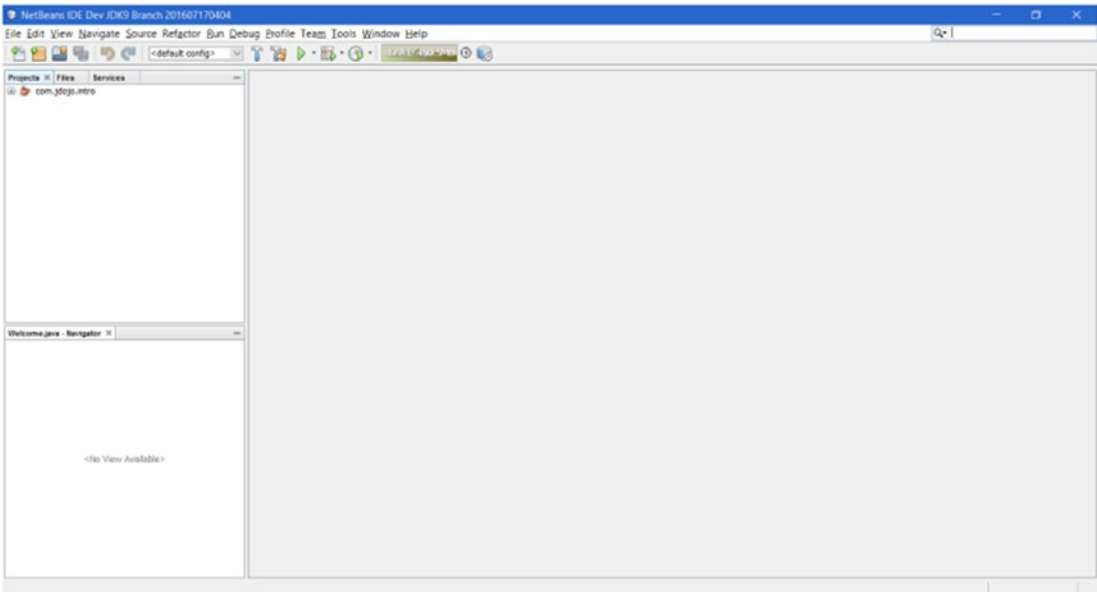 NetBeans IDE Dev JDK9 Branch 201607170404
File Edit View Navigate Source Refactor Run Debug Profile Team Tools Window Help
<default config>
Projects Files Services
com.jdojo.intro
Welcome.java - Navigator
<No View Available>